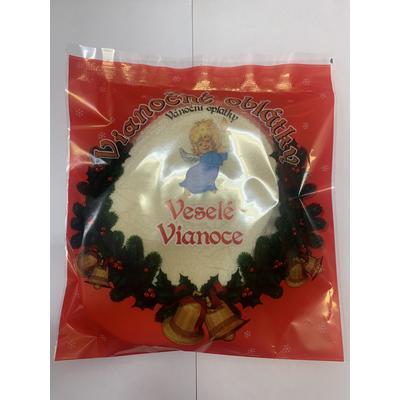 Vianočné oblátky
Vánoční oplatky
Veselé
Vianoce